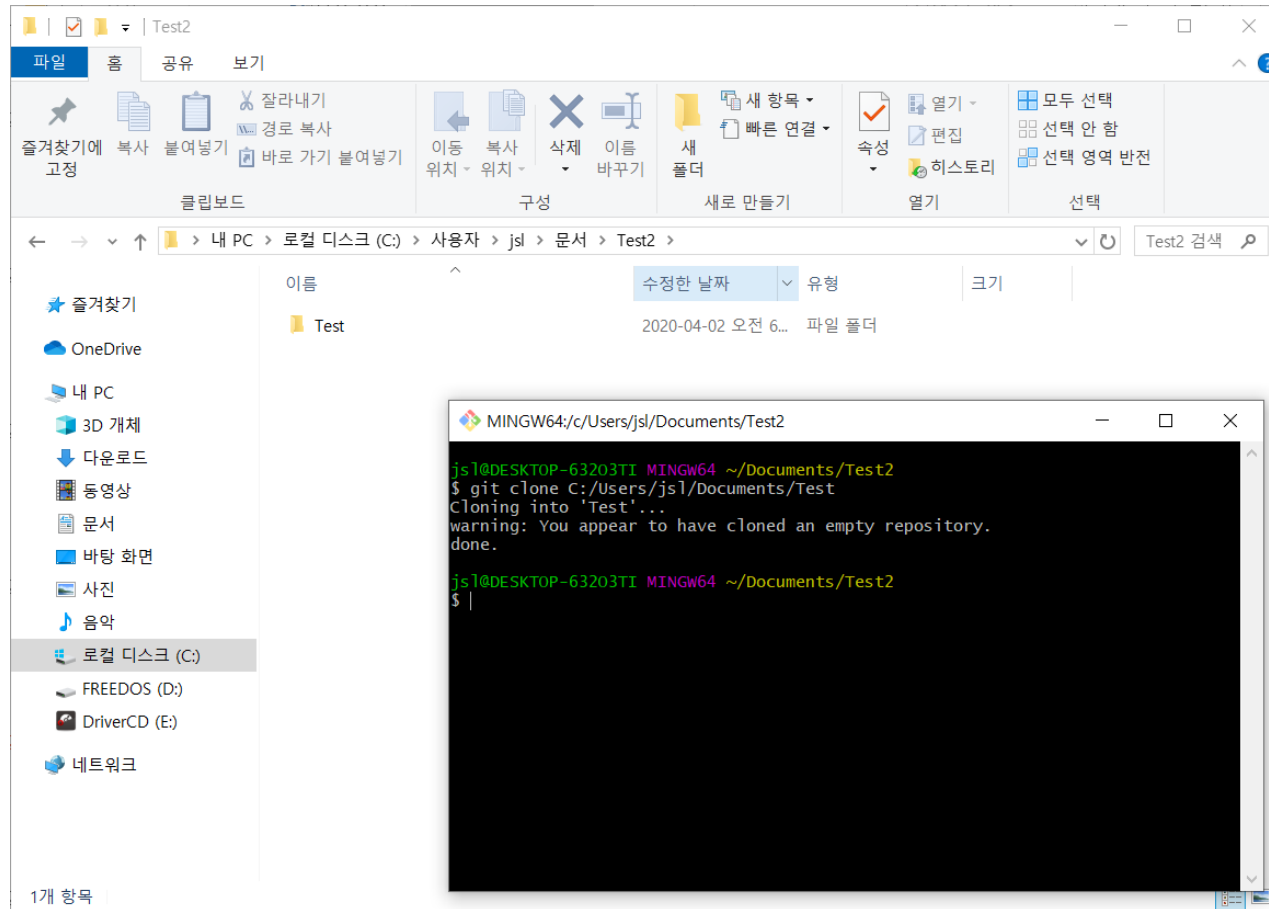 Test2
파일 홈 공유 보기
즐겨찾기에 고정
복사
붙여넣기
잘라내기
경로 복사
바로 가기 붙여넣기
클립보드
이동 위치
복사 위치
삭제
이름 바꾸기
구성
새 폴더
새 항목
빠른 연결
새로 만들기
속성
열기
편집
히스토리
열기
모두 선택
선택 안 함
선택 영역 반전
선택
내 PC > 로컬 디스크 (C:) > 사용자 > jsl > 문서 > Test2 >
Test2 검색
이름 수정한 날짜 유형 크기
Test 2020-04-02 오전 6... 파일 폴더
즐겨찾기
OneDrive
내 PC
3D 개체
다운로드
동영상
문서
바탕 화면
사진
음악
로컬 디스크 (C:)
FREEDOS (D:)
DriverCD (E:)
네트워크
1개 항목
MINGW64:/c/Users/jsl/Documents/Test2
jsl@DESKTOP-632O3TI MINGW64 ~/Documents/Test2
$ git clone C:/Users/jsl/Documents/Test
Cloning into 'Test'...
warning: You appear to have cloned an empty repository.
done.
jsl@DESKTOP-632O3TI MINGW64 ~/Documents/Test2
$